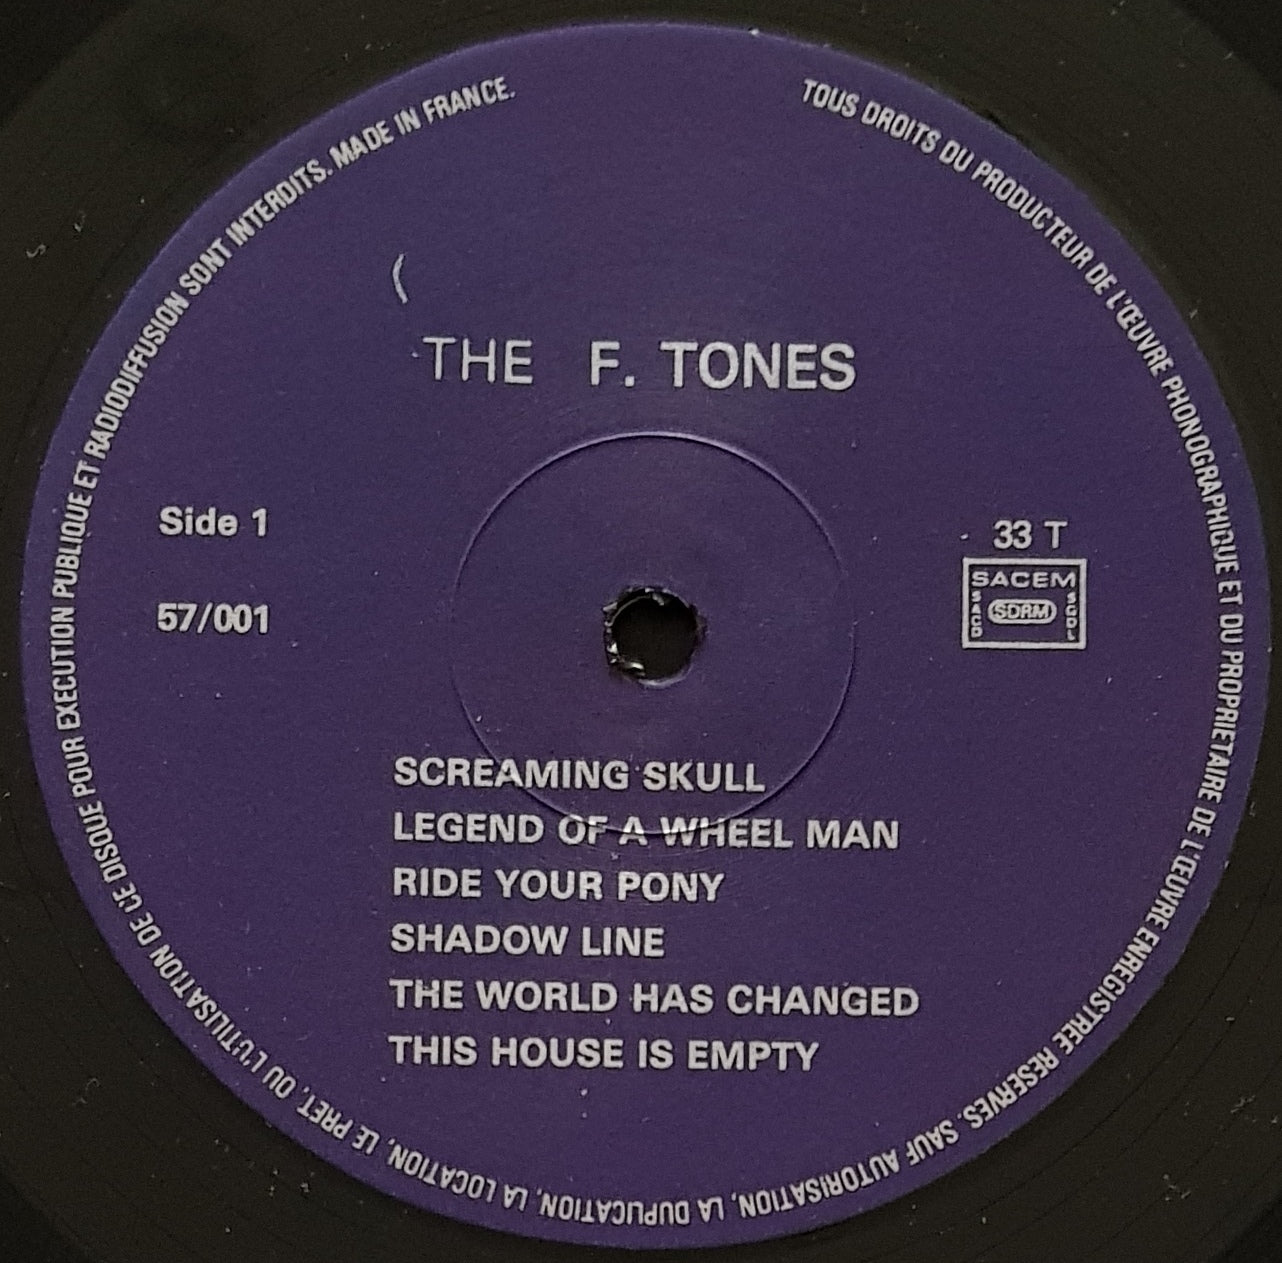 TOUS DROITS DU PRODUCTEUR DE L'ŒUVRE PHONOGRAPHIQUE ET DU PROPRIETAIRE DE L'ŒUVRE ENREGISTREE RESERVES. SAUF AUTORISATION, LA DUPLICATION, LA LOCATION, LE PRET, OU L'UTILISATION DE CE DISQUE POUR EXECUTION PUBLIQUE ET RADIODIFFUSION SONT INTERDITS. MADE IN FRANCE.
THE F. TONES
Side 1
57/001
33 T
SACEM
SACD
SDRM
SGDL
SCREAMING SKULL
LEGEND OF A WHEEL MAN
RIDE YOUR PONY
SHADOW LINE
THE WORLD HAS CHANGED
THIS HOUSE IS EMPTY